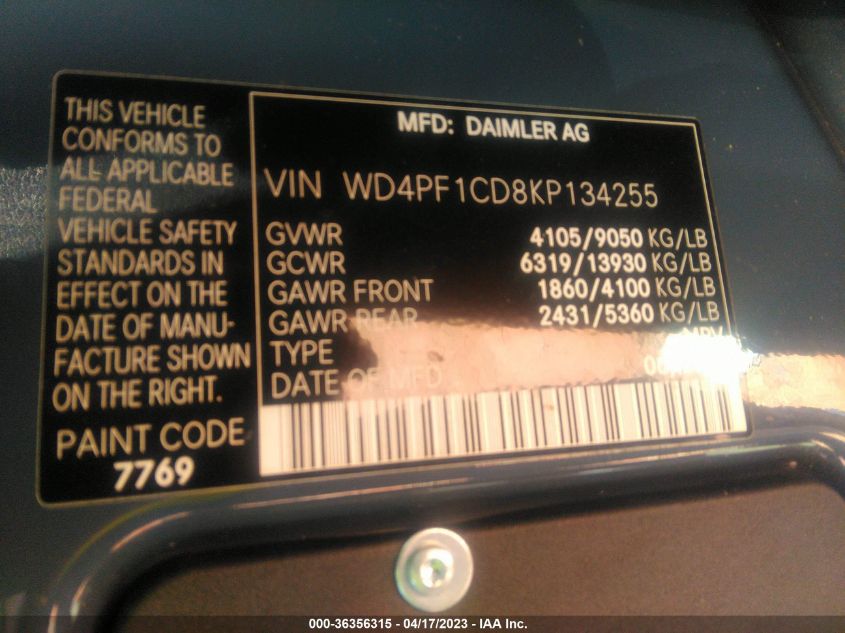 THIS VEHICLE
CONFORMS TO
ALL APPLICABLE
FEDERAL
VEHICLE SAFETY
STANDARDS IN
EFFECT ON THE
DATE OF MANU-
FACTURE SHOWN
ON THE RIGHT.
PAINT CODE
7769
MFD: DAIMLER AG
VIN WD4PF1CD8KP134255
GVWR 4105/9050 KG/LB
GCWR 6319/13930 KG/LB
GAWR FRONT 1860/4100 KG/LB
GAWR REAR 2431/5360 KG/LB
TYPE MPV
DATE OF MFD
000-36356315 - 04/17/2023 - IAA Inc.